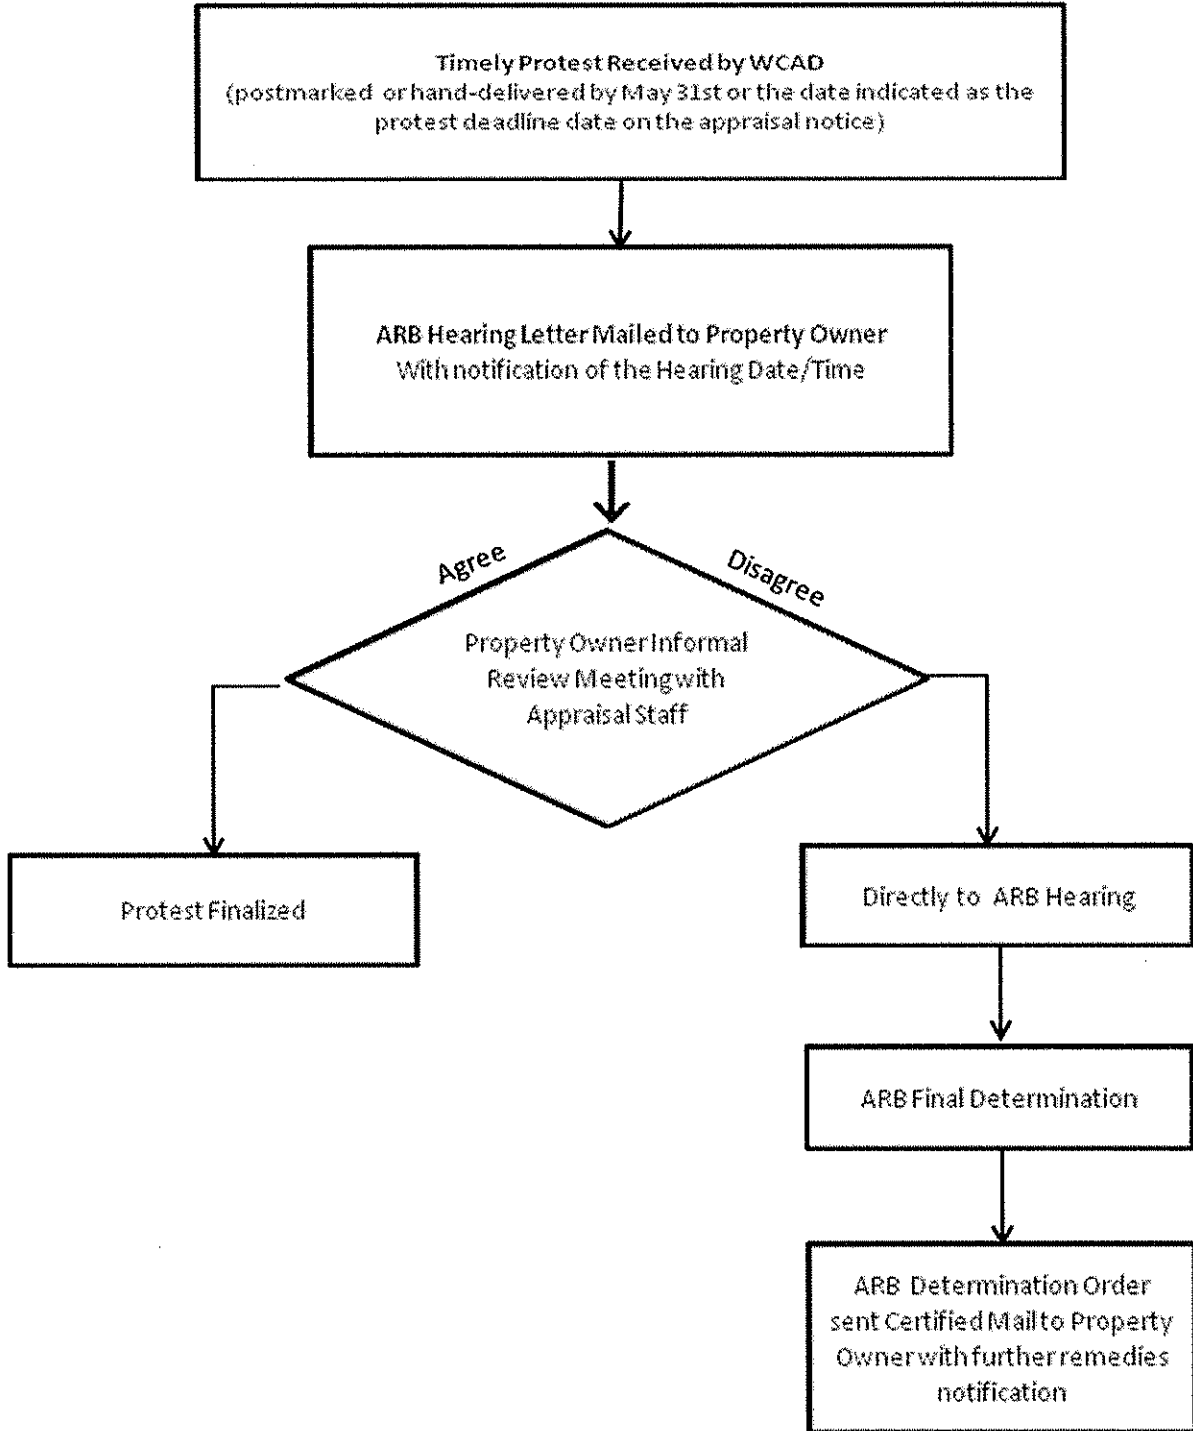 Timely Protest Received by WCAD
(postmarked or hand-delivered by May 31st or the date indicated as the
protest deadline date on the appraisal notice)
ARB Hearing Letter Mailed to Property Owner
With notification of the Hearing Date/Time
Agree
Disagree
Property Owner Informal
Review Meeting with
Appraisal Staff
Protest Finalized
Directly to ARB Hearing
ARB Final Determination
ARB Determination Order
sent Certified Mail to Property
Owner with further remedies
notification